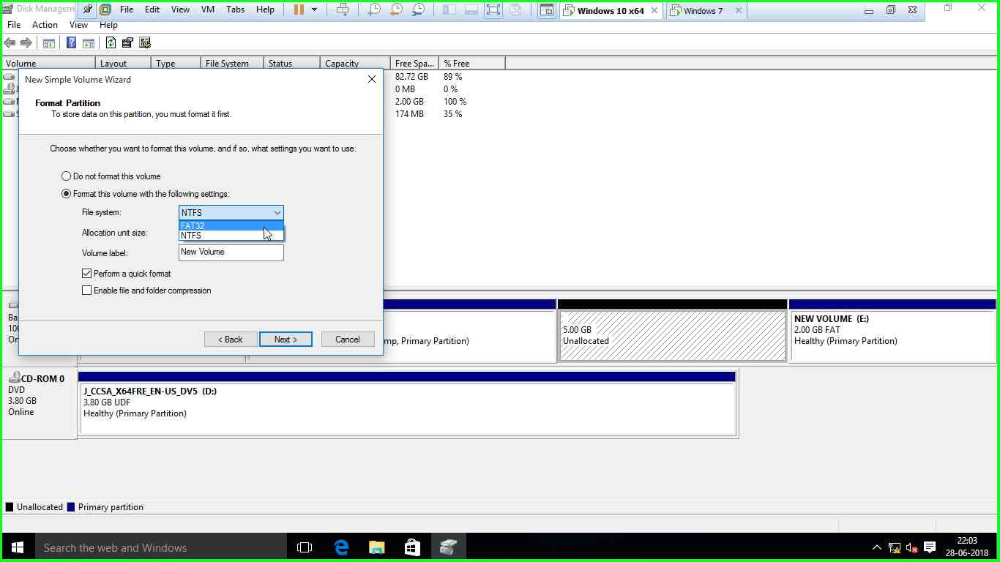 Disk Managem File Edit View VM Tabs Help Windows 10 x64 Windows 7
File Action View Help
Volume Layout Type File System Status Capacity Free Spa... % Free
82.72 GB 89 %
0 MB 0 %
2.00 GB 100 %
174 MB 35 %
New Simple Volume Wizard
Format Partition
To store data on this partition, you must format it first.
Choose whether you want to format this volume, and if so, what settings you want to use.
Do not format this volume
Format this volume with the following settings:
File system: NTFS
FAT32
NTFS
Allocation unit size:
Volume label: New Volume
Perform a quick format
Enable file and folder compression
< Back Next > Cancel
Ba
100
On
mp, Primary Partition)
5.00 GB
Unallocated
NEW VOLUME (E:)
2.00 GB FAT
Healthy (Primary Partition)
CD-ROM 0
DVD
3.80 GB
Online
J_CCSA_X64FRE_EN-US_DV5 (D:)
3.80 GB UDF
Healthy (Primary Partition)
Unallocated Primary partition
Search the web and Windows
22:03
28-06-2018